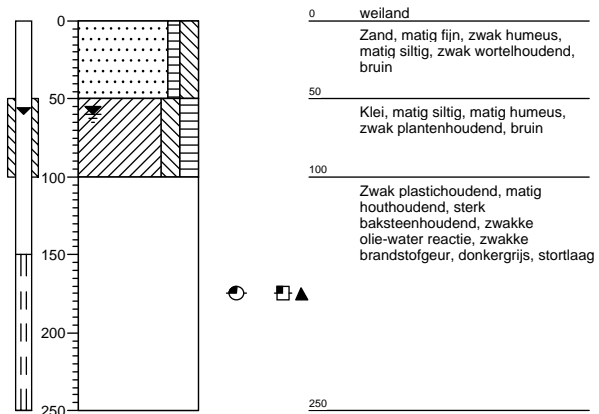 0
50
100
150
200
250
0
weiland
Zand, matig fijn, zwak humeus,
matig siltig, zwak wortelhoudend,
bruin
50
Klei, matig siltig, matig humeus,
zwak plantenhoudend, bruin
100
Zwak plastichoudend, matig
houthoudend, sterk
baksteenhoudend, zwakke
olie-water reactie, zwakke
brandstofgeur, donkergrijs, stortlaag
250